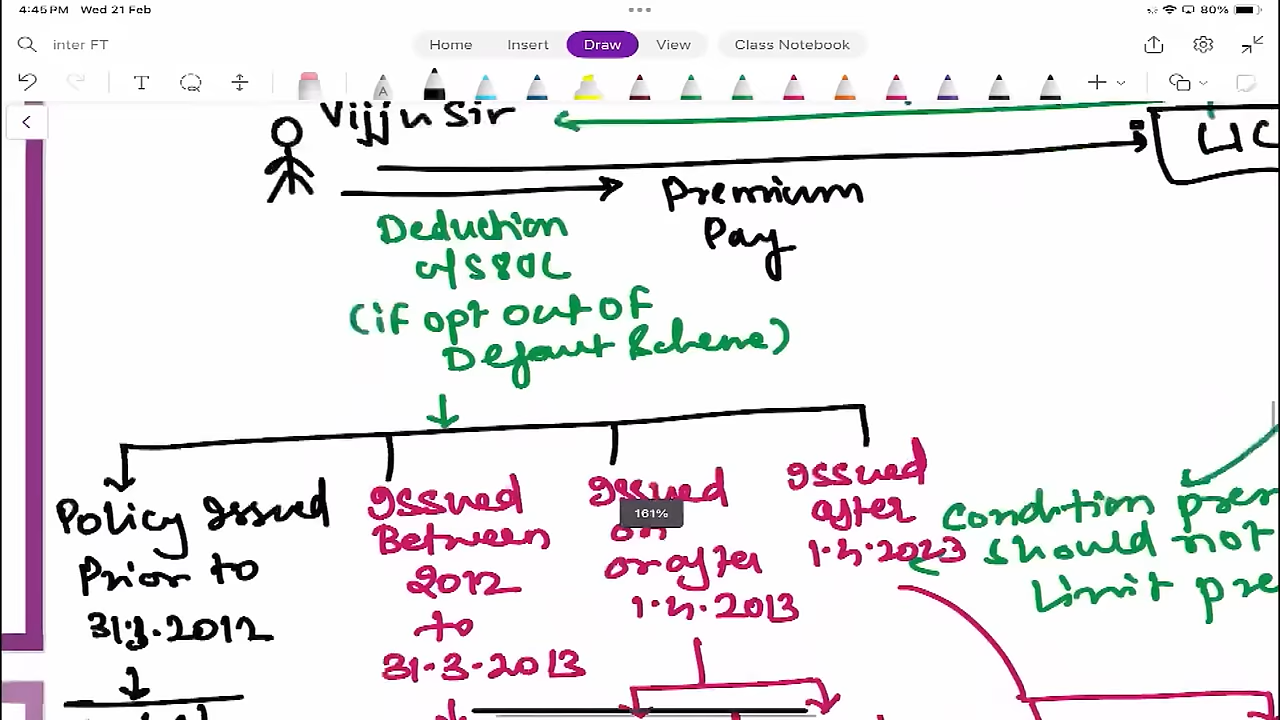 4:45 PM Wed 21 Feb
80%
inter FT
Home Insert Draw View Class Notebook
T
A
Vijju Sir
LIC
Premium
Pay
Deduction
u/s 80C
(if opt out of
Default Scheme)
Policy Issued
Prior to
31.3.2012
Issued
Between
2012
to
31.3.2013
Issued
on
or after
1.4.2013
161%
Issued
after
1.4.2023
Condition prem
should not
Limit pre